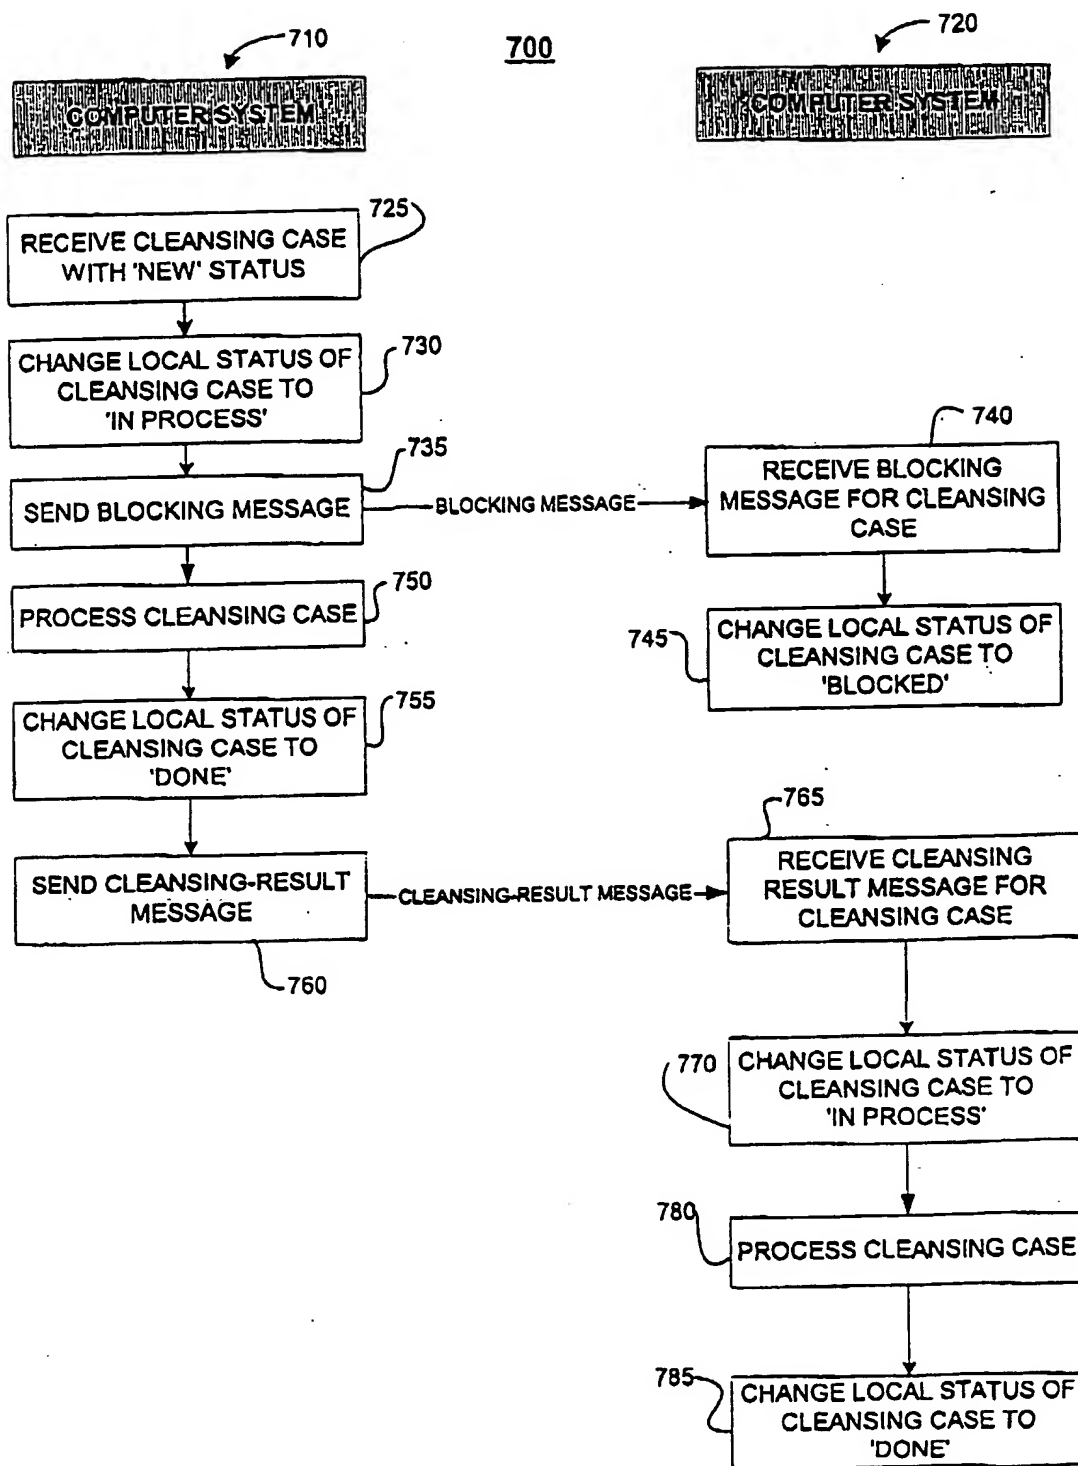 700
710
COMPUTER SYSTEM
720
COMPUTER SYSTEM
725
RECEIVE CLEANSING CASE
WITH 'NEW' STATUS
730
CHANGE LOCAL STATUS OF
CLEANSING CASE TO
'IN PROCESS'
735
SEND BLOCKING MESSAGE
BLOCKING MESSAGE
740
RECEIVE BLOCKING
MESSAGE FOR CLEANSING
CASE
750
PROCESS CLEANSING CASE
745
CHANGE LOCAL STATUS OF
CLEANSING CASE TO
'BLOCKED'
755
CHANGE LOCAL STATUS OF
CLEANSING CASE TO
'DONE'
760
SEND CLEANSING-RESULT
MESSAGE
CLEANSING-RESULT MESSAGE
765
RECEIVE CLEANSING
RESULT MESSAGE FOR
CLEANSING CASE
770
CHANGE LOCAL STATUS OF
CLEANSING CASE TO
'IN PROCESS'
780
PROCESS CLEANSING CASE
785
CHANGE LOCAL STATUS OF
CLEANSING CASE TO
'DONE'